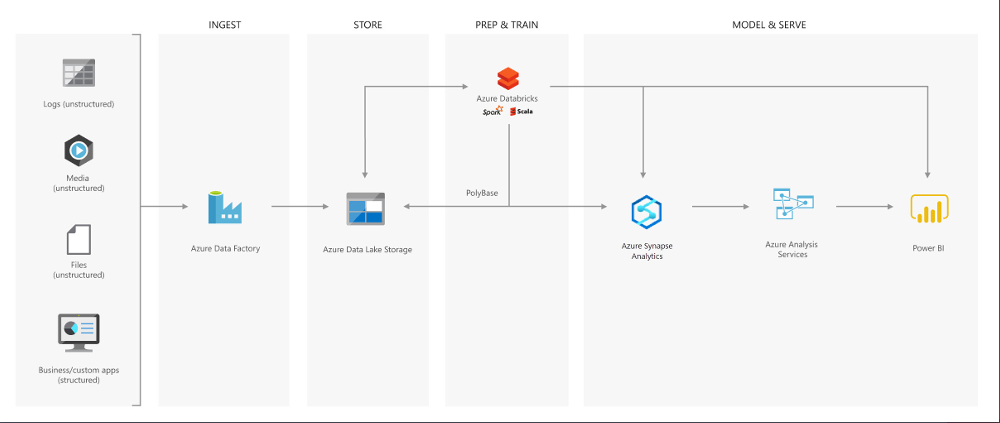 INGEST
STORE
PREP & TRAIN
MODEL & SERVE
Logs (unstructured)
Media
(unstructured)
Files
(unstructured)
Business/custom apps
(structured)
Azure Data Factory
Azure Data Lake Storage
Azure Databricks
Spark
Scala
PolyBase
Azure Synapse
Analytics
Azure Analysis
Services
Power BI